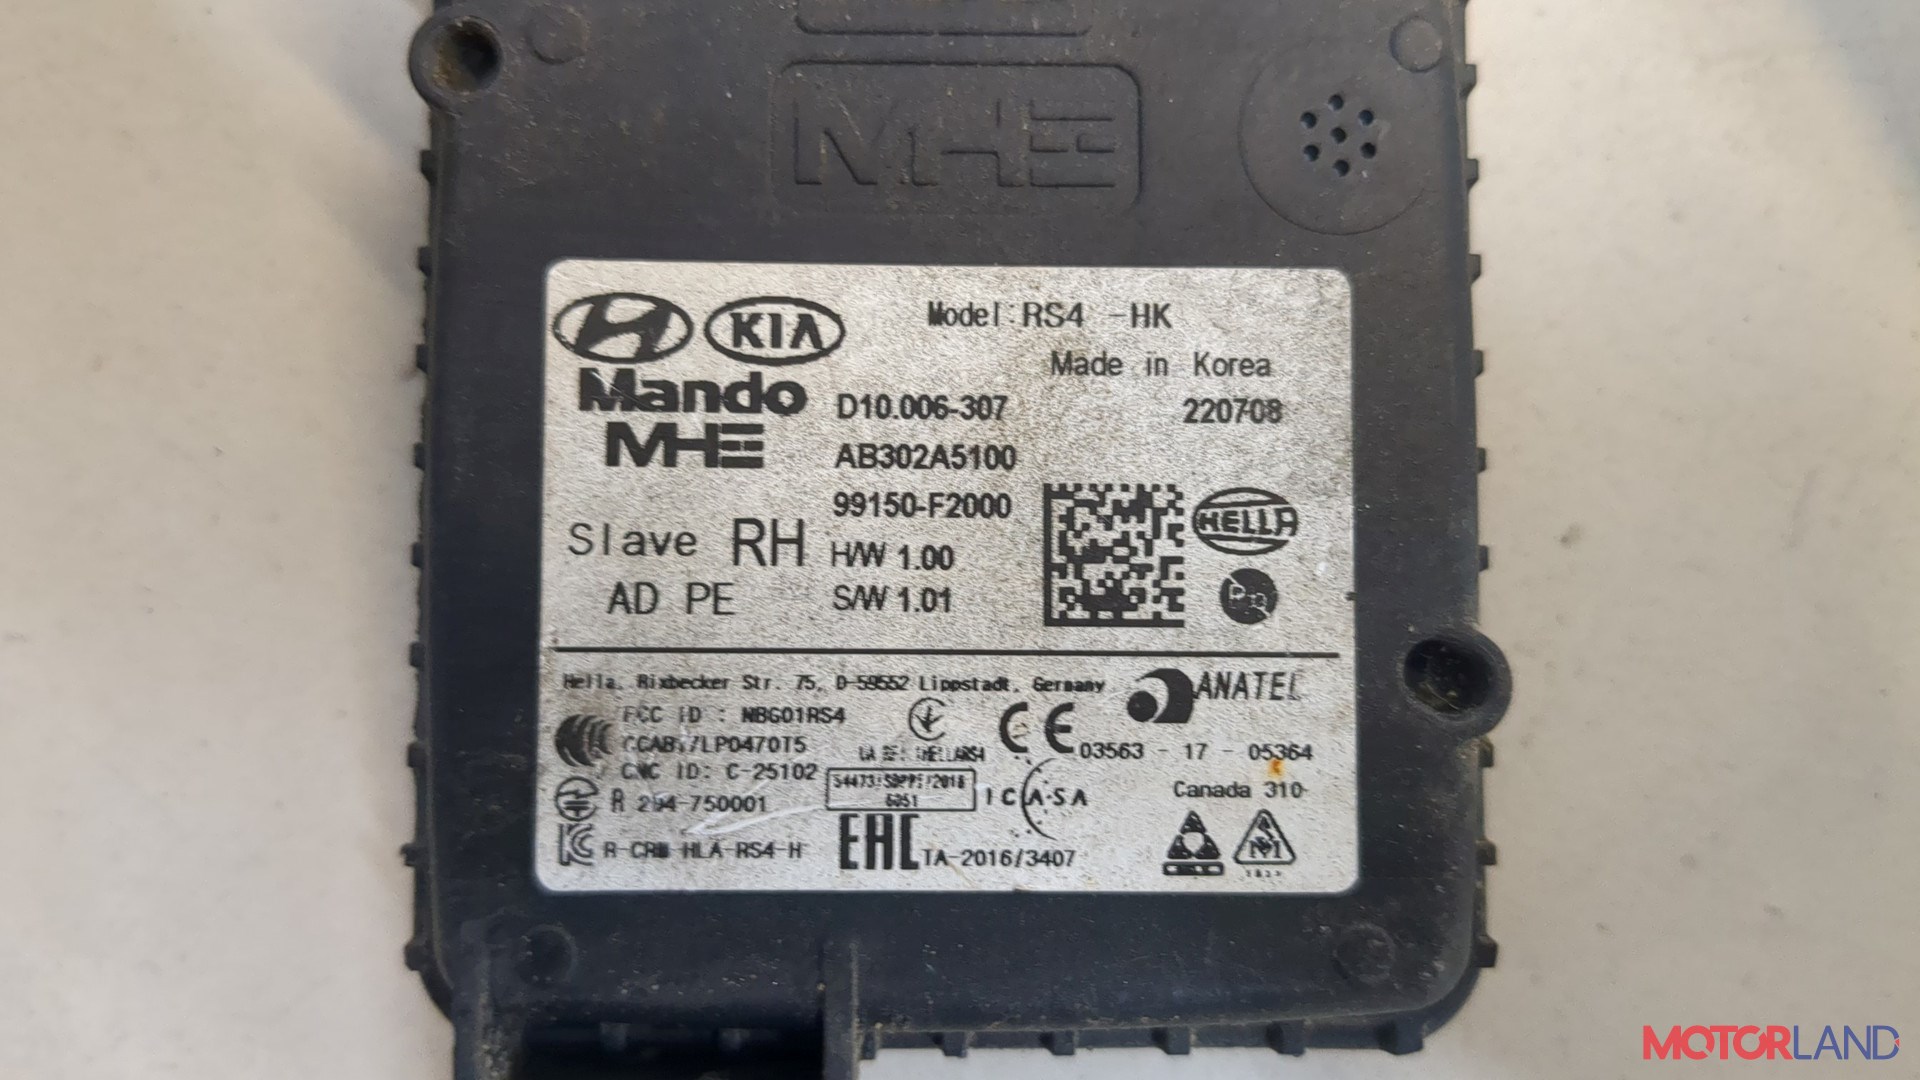 MHE
KIA
Model:RS4 -HK
Made in Korea
Mando
D10.006-307
220708
MHE
AB302A5100
99150-F2000
HELLA
Slave RH
H/W 1.00
AD PE
S/W 1.01
Hella, Rixbecker Str. 75, D-59552 Lippstadt, Germany
ANATEL
FCC ID : NBG01RS4
CE
03563 - 17 - 05364
CNC ID: C-25102
Canada 310
R 204-750001
ICASA
R-CRM-HLA-RS4-H
EAC
TA-2016/3407
MOTORLAND